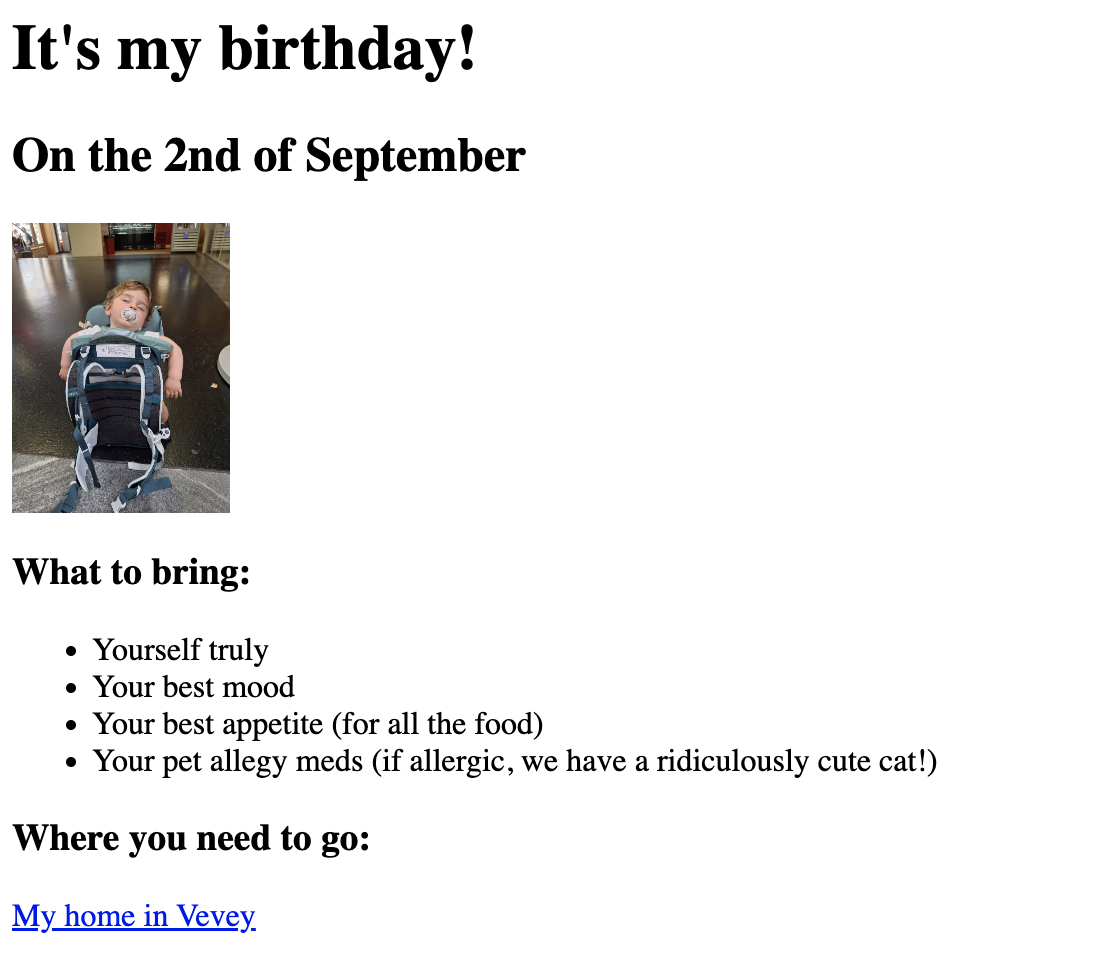 It's my birthday!
On the 2nd of September
What to bring:
Yourself truly
Your best mood
Your best appetite (for all the food)
Your pet allegy meds (if allergic, we have a ridiculously cute cat!)
Where you need to go:
My home in Vevey